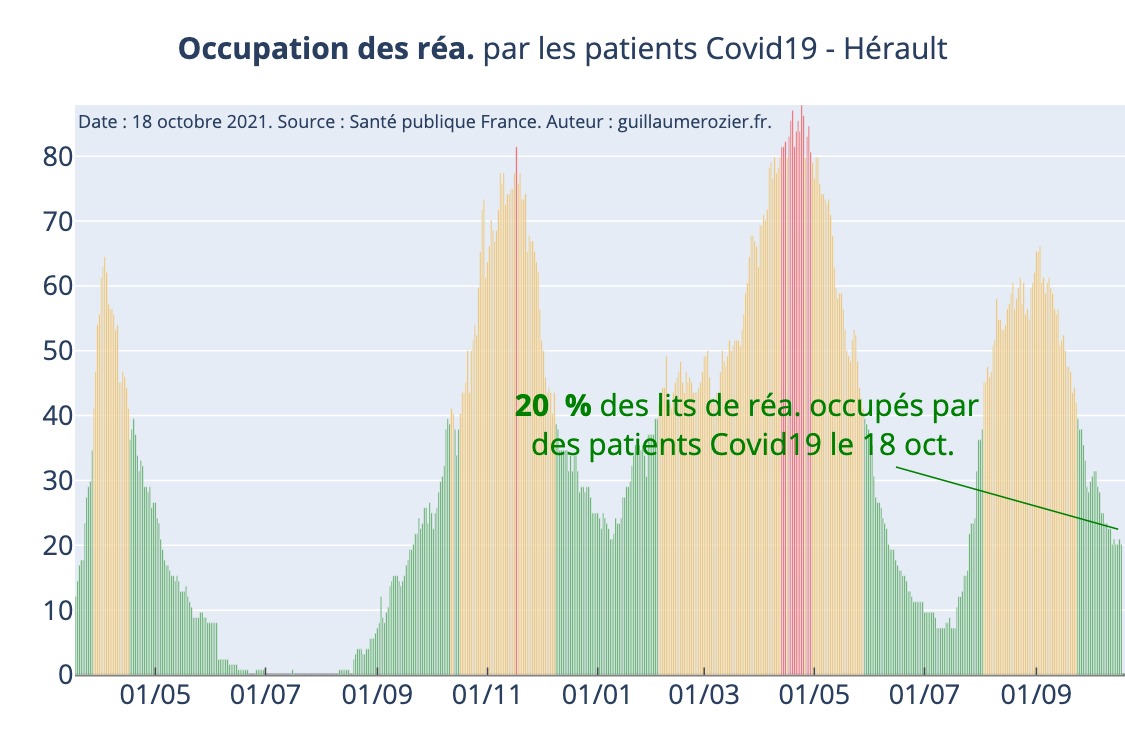 Occupation des réa. par les patients Covid19 - Hérault
Date : 18 octobre 2021. Source : Santé publique France. Auteur : guillaumerozier.fr.
80
70
60
50
40
30
20
10
0
20 % des lits de réa. occupés par
des patients Covid19 le 18 oct.
01/05 01/07 01/09 01/11 01/01 01/03 01/05 01/07 01/09